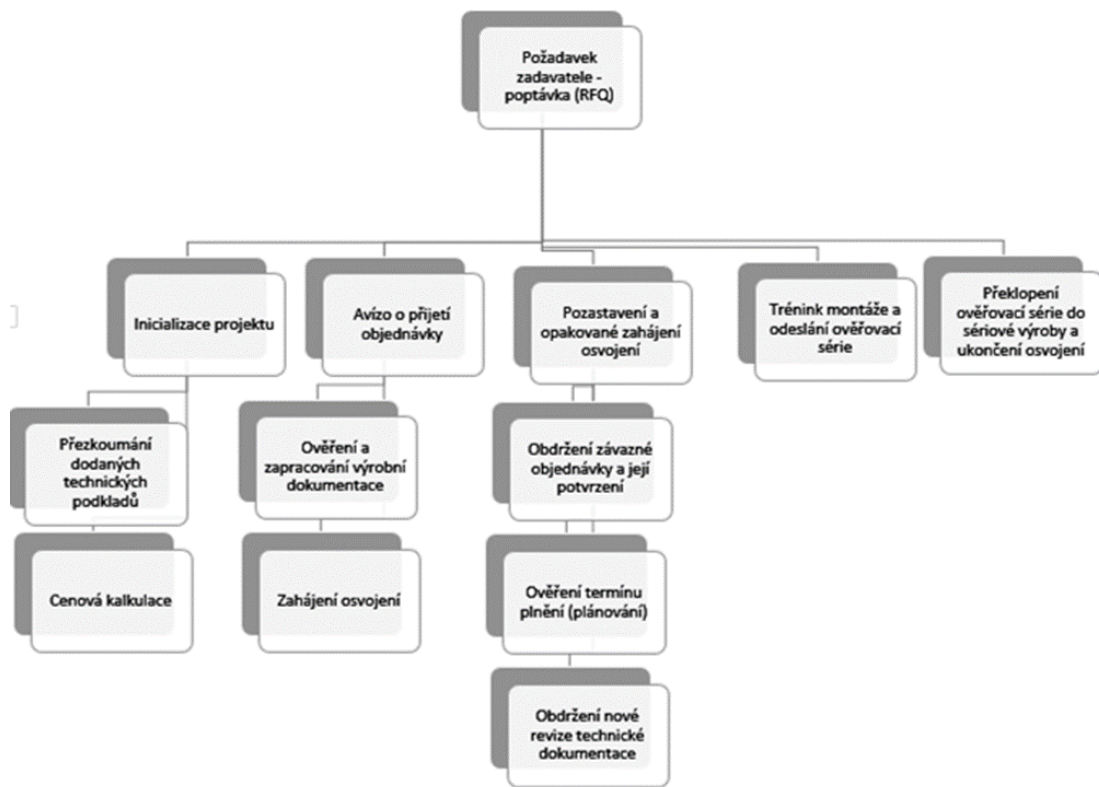 Požadavek
zadavatele -
poptávka (RFQ)
Inicializace projektu
Avízo o přijetí
objednávky
Pozastavení a
opakované zahájení
osvojení
Trénink montáže a
odeslání ověřovací
série
Překlopení
ověřovací série do
sériové výroby a
ukončení osvojení
Přezkoumání
dodaných
technických
podkladů
Ověření a
zapracování výrobní
dokumentace
Obdržení závazné
objednávky a její
potvrzení
Cenová kalkulace
Zahájení osvojení
Ověření termínu
plnění (plánování)
Obdržení nové
revize technické
dokumentace